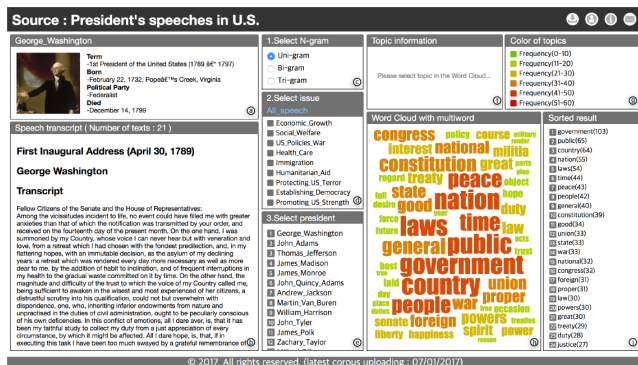 Source : President's speeches in U.S.
George_Washington
Term
-1st President of the United States (1789 â€“ 1797)
Born
-February 22, 1732, Popeâ€™s Creek, Virginia
Political Party
-Federalist
Died
-December 14, 1799
a
Speech transcript ( Number of texts : 21 )
First Inaugural Address (April 30, 1789)
George Washington
Transcript
Fellow Citizens of the Senate and the House of Representatives:
Among the vicissitudes incident to life, no event could have filled me with greater
anxieties than that of which the notification was transmitted by your order, and
received on the fourteenth day of the present month. On the one hand, I was
summoned by my Country, whose voice I can never hear but with veneration and
love, from a retreat which I had chosen with the fondest predilection, and, in my
flattering hopes, with an immutable decision, as the asylum of my declining
years: a retreat which was rendered every day more necessary as well as more
dear to me, by the addition of habit to inclination, and of frequent interruptions in
my health to the gradual waste committed on it by time. On the other hand, the
magnitude and difficulty of the trust to which the voice of my Country called me,
being sufficient to awaken in the wisest and most experienced of her citizens, a
distrustful scrutiny into his qualification, could not but overwhelm with
dispondence, one, who, inheriting inferior endowments from nature and
unpractised in the duties of civil administration, ought to be peculiarly conscious
of his own deficiencies. In this conflict of emotions, all I dare aver, is, that it has
been my faithful study to collect my duty from a just appreciation of every
circumstance, by which it might be affected. All I dare hope, is, that, if in
executing this task I have been too much swayed by a grateful remembrance of
b
1.Select N-gram
Uni-gram
Bi-gram
Tri-gram
c
2.Select issue
All_speech
Economic_Growth
Social_Welfare
US_Policies_War
Health_Care
Immigration
Humanitarian_Aid
Protecting_US_Terror
Establishing_Democracy
Promoting_US_Strength
d
3.Select president
1 George_Washington
2 John_Adams
3 Thomas_Jefferson
4 James_Madison
5 James_Monroe
6 John_Quincy_Adams
7 Andrew_Jackson
8 Martin_Van_Buren
9 William_Harrison
10 John_Tyler
11 James_Polk
12 Zachary_Taylor
e
Topic information
Please select topic in the Word Cloud...
f
Color of topics
Frequency(0-10)
Frequency(11-20)
Frequency(21-30)
Frequency(31-40)
Frequency(41-50)
Frequency(51-60)
g
Word Cloud with multiword
congress policy course military
interest national militia render
constitution great parts
regard treaty peace object plan
full state nation hope
desire good duty
force laws time law
future acts
general public trust
best
true government
laid country union
day
place people war proper
duties occasion tree
senate foreign powers treaties
liberty happiness spirit power
reason
h
Sorted result
1 government(103)
2 public(65)
3 country(64)
4 nation(55)
5 laws(54)
6 time(44)
7 peace(43)
8 people(42)
9 general(40)
10 constitution(39)
11 good(34)
12 union(33)
13 state(33)
14 war(33)
15 national(32)
16 congress(32)
17 foreign(31)
18 proper(31)
19 law(30)
20 powers(30)
21 great(30)
22 treaty(29)
23 duty(28)
24 justice(27)
i
© 2017. All rights reserved. (latest corpus uploading : 07/01/2017)